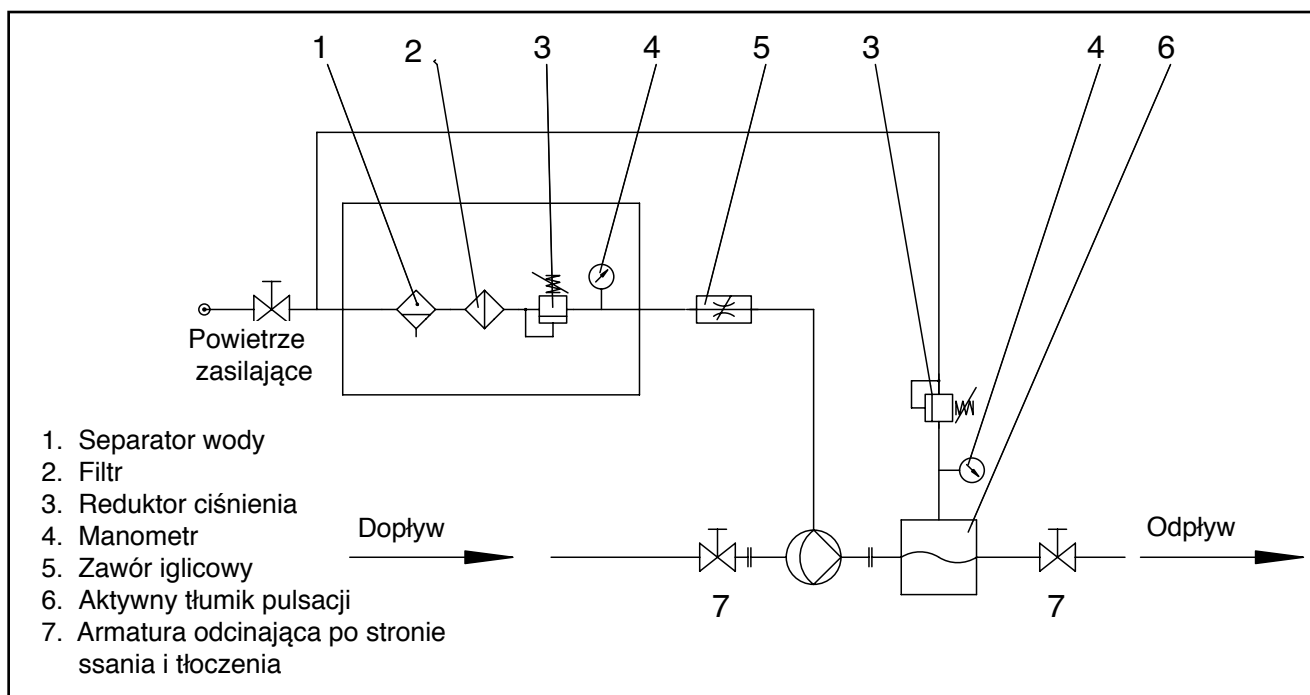 1 2 3 4 5 3 4 6
Powietrze
zasilające
1. Separator wody
2. Filtr
3. Reduktor ciśnienia
4. Manometr
5. Zawór iglicowy
6. Aktywny tłumik pulsacji
7. Armatura odcinająca po stronie
ssania i tłoczenia
Dopływ
Odpływ
7 7